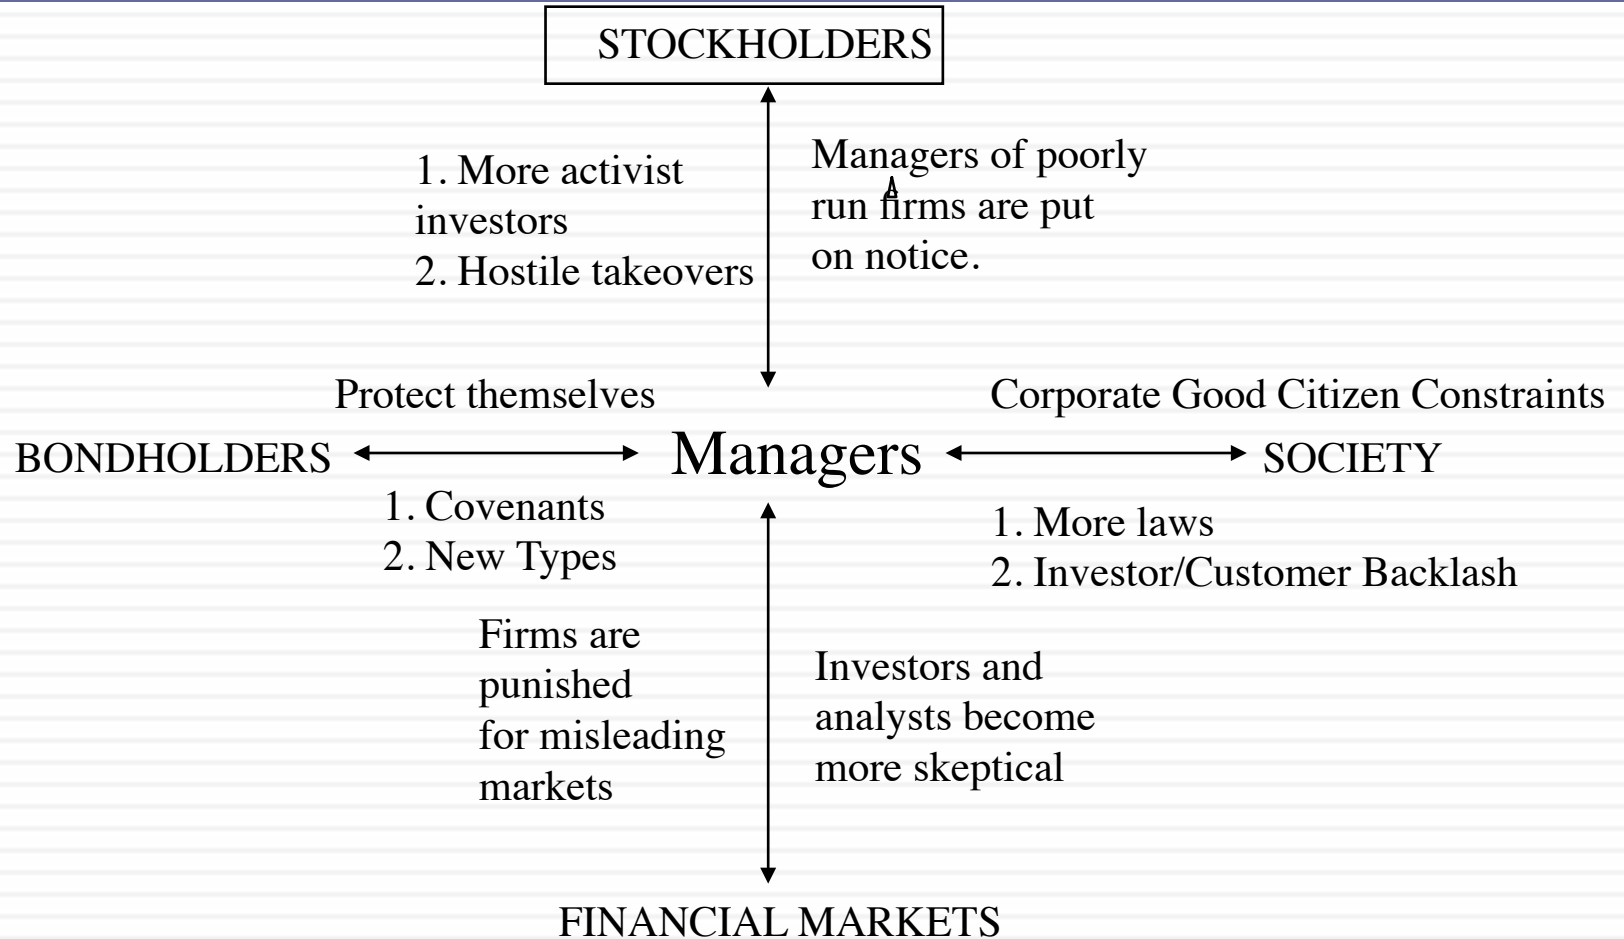 STOCKHOLDERS
1. More activist
investors
2. Hostile takeovers
Managers of poorly
run firms are put
on notice.
Protect themselves
Corporate Good Citizen Constraints
BONDHOLDERS
Managers
SOCIETY
1. Covenants
2. New Types
1. More laws
2. Investor/Customer Backlash
Firms are
punished
for misleading
markets
Investors and
analysts become
more skeptical
FINANCIAL MARKETS